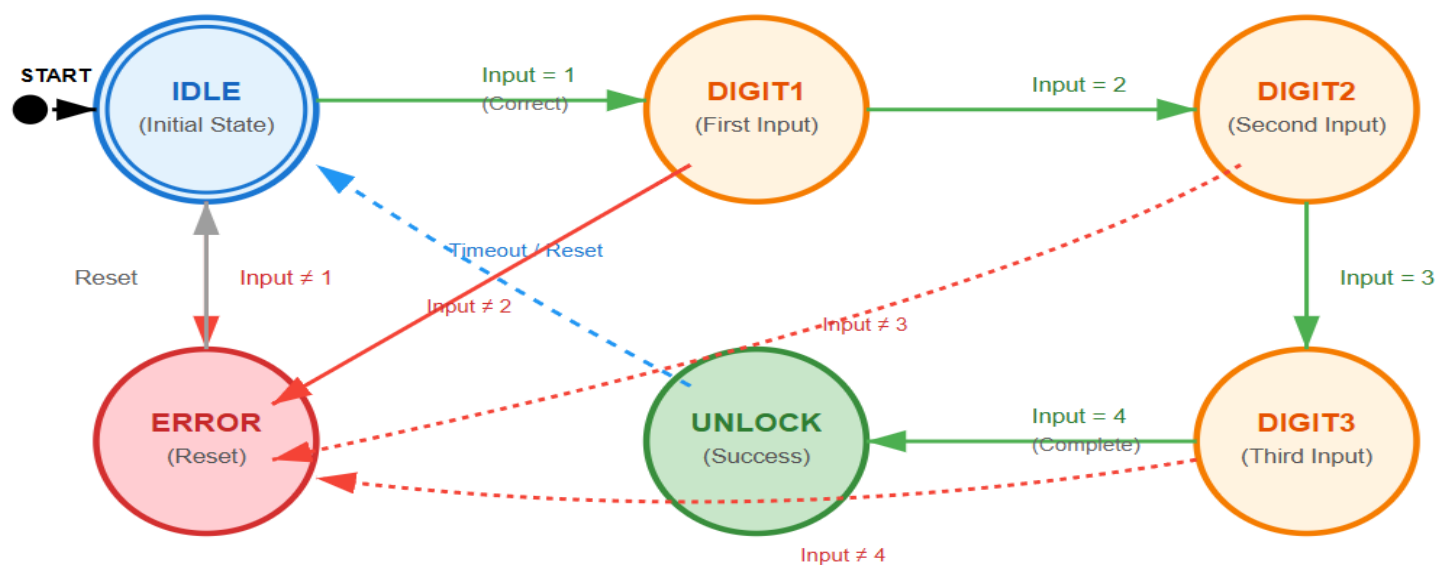 START
IDLE
(Initial State)
Input = 1
(Correct)
DIGIT1
(First Input)
Input = 2
DIGIT2
(Second Input)
Timeout / Reset
Reset
Input ≠ 1
Input ≠ 2
Input ≠ 3
Input = 3
ERROR
(Reset)
UNLOCK
(Success)
Input = 4
(Complete)
DIGIT3
(Third Input)
Input ≠ 4